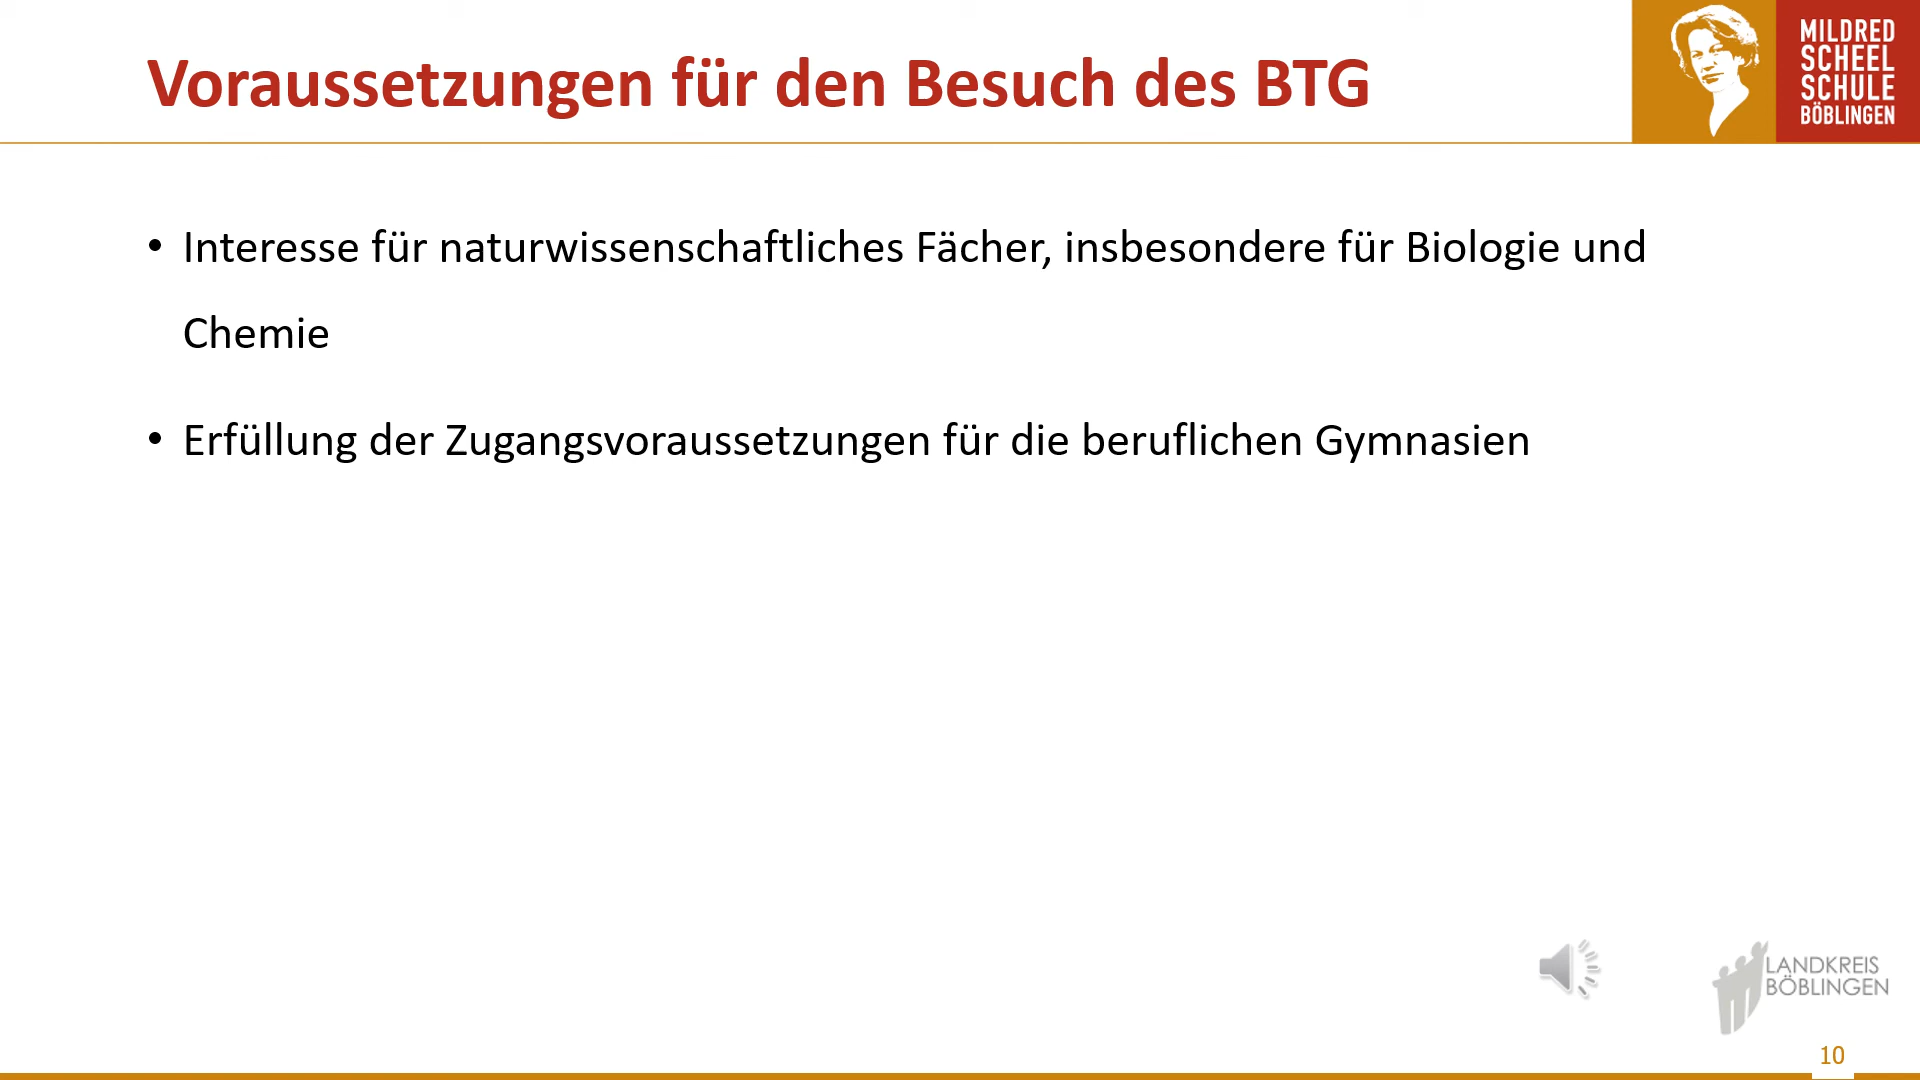 Voraussetzungen für den Besuch des BTG
MILDRED
SCHEEL
SCHULE
BÖBLINGEN
• Interesse für naturwissenschaftliches Fächer, insbesondere für Biologie und
Chemie
• Erfüllung der Zugangsvoraussetzungen für die beruflichen Gymnasien
LANDKREIS
BÖBLINGEN
10